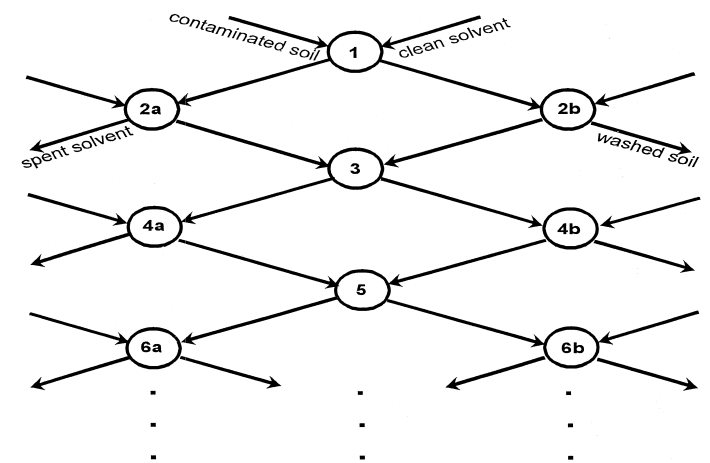 contaminated soil
clean solvent
1
2a
2b
spent solvent
washed soil
3
4a
4b
5
6a
6b